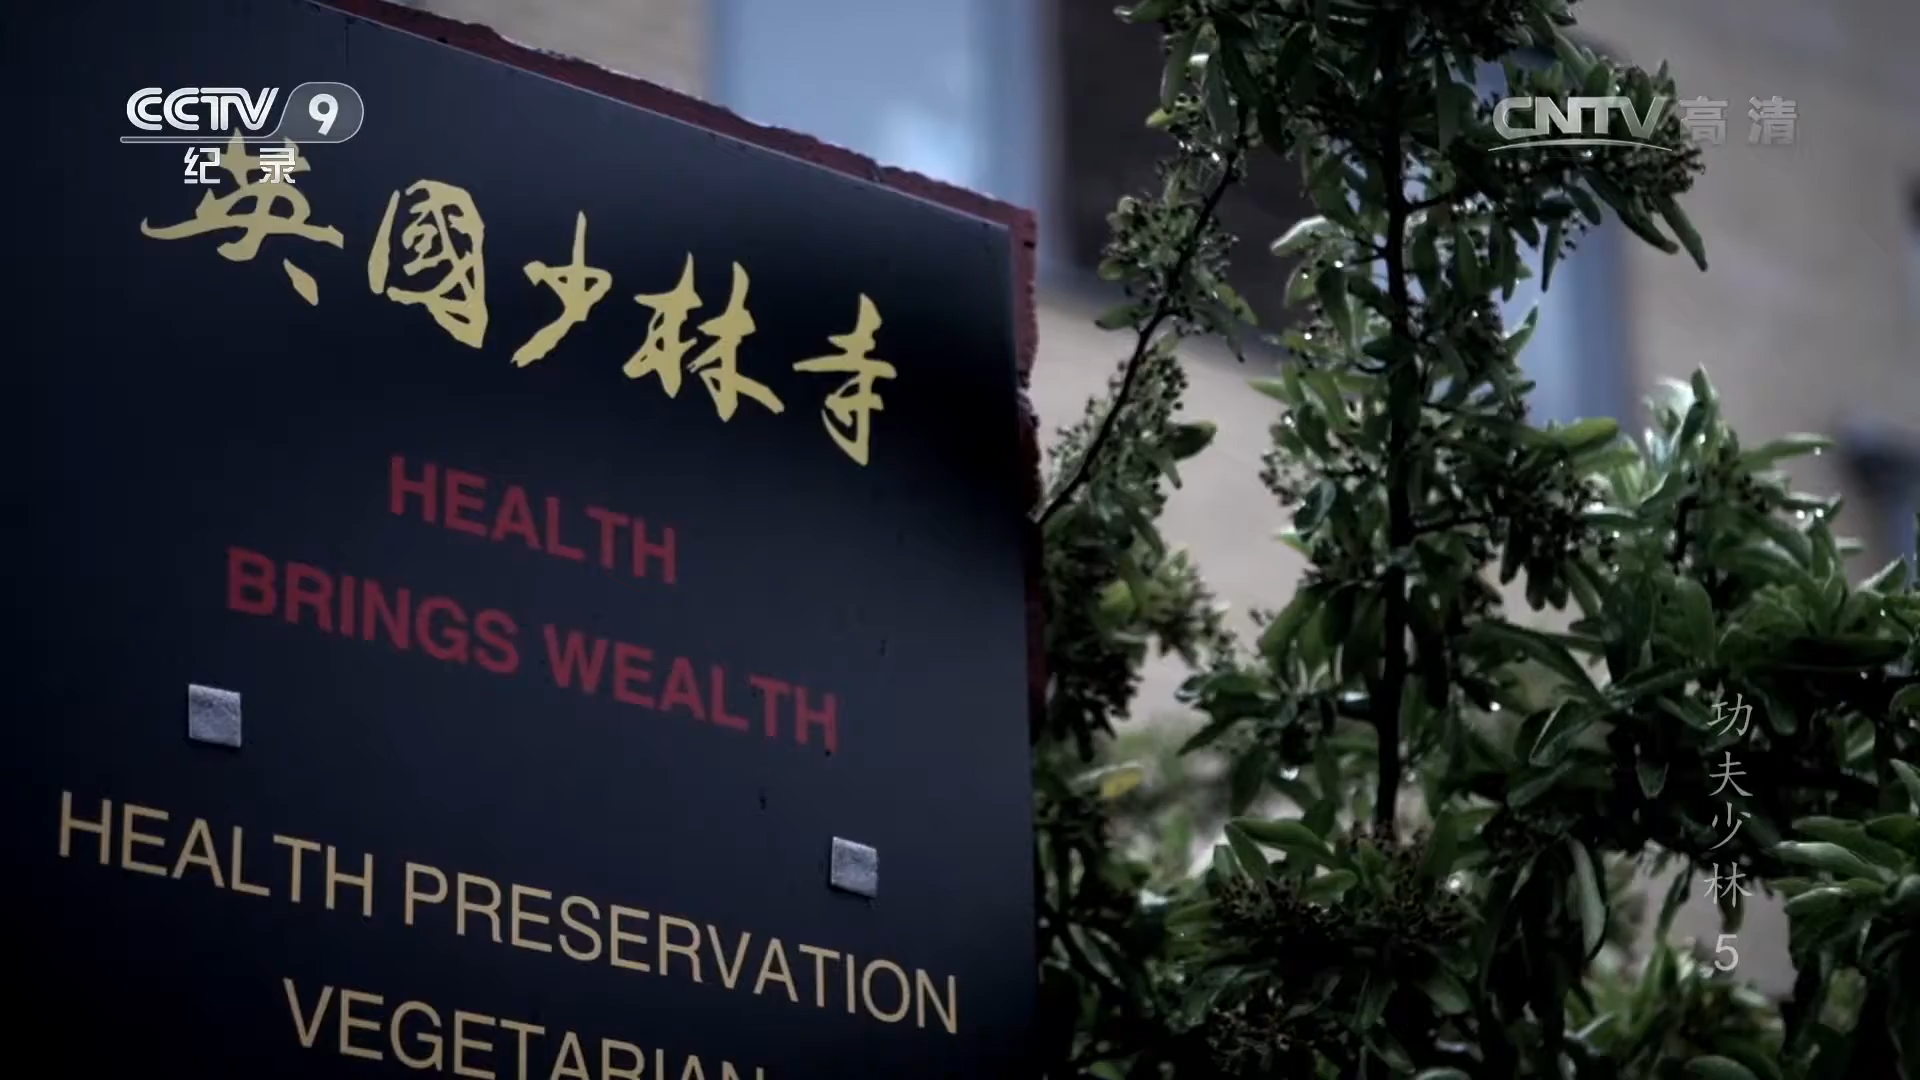 CCTV 9
纪录
CNTV 高清
英國少林寺
HEALTH
BRINGS WEALTH
HEALTH PRESERVATION
VEGETARIAN
功夫少林 5